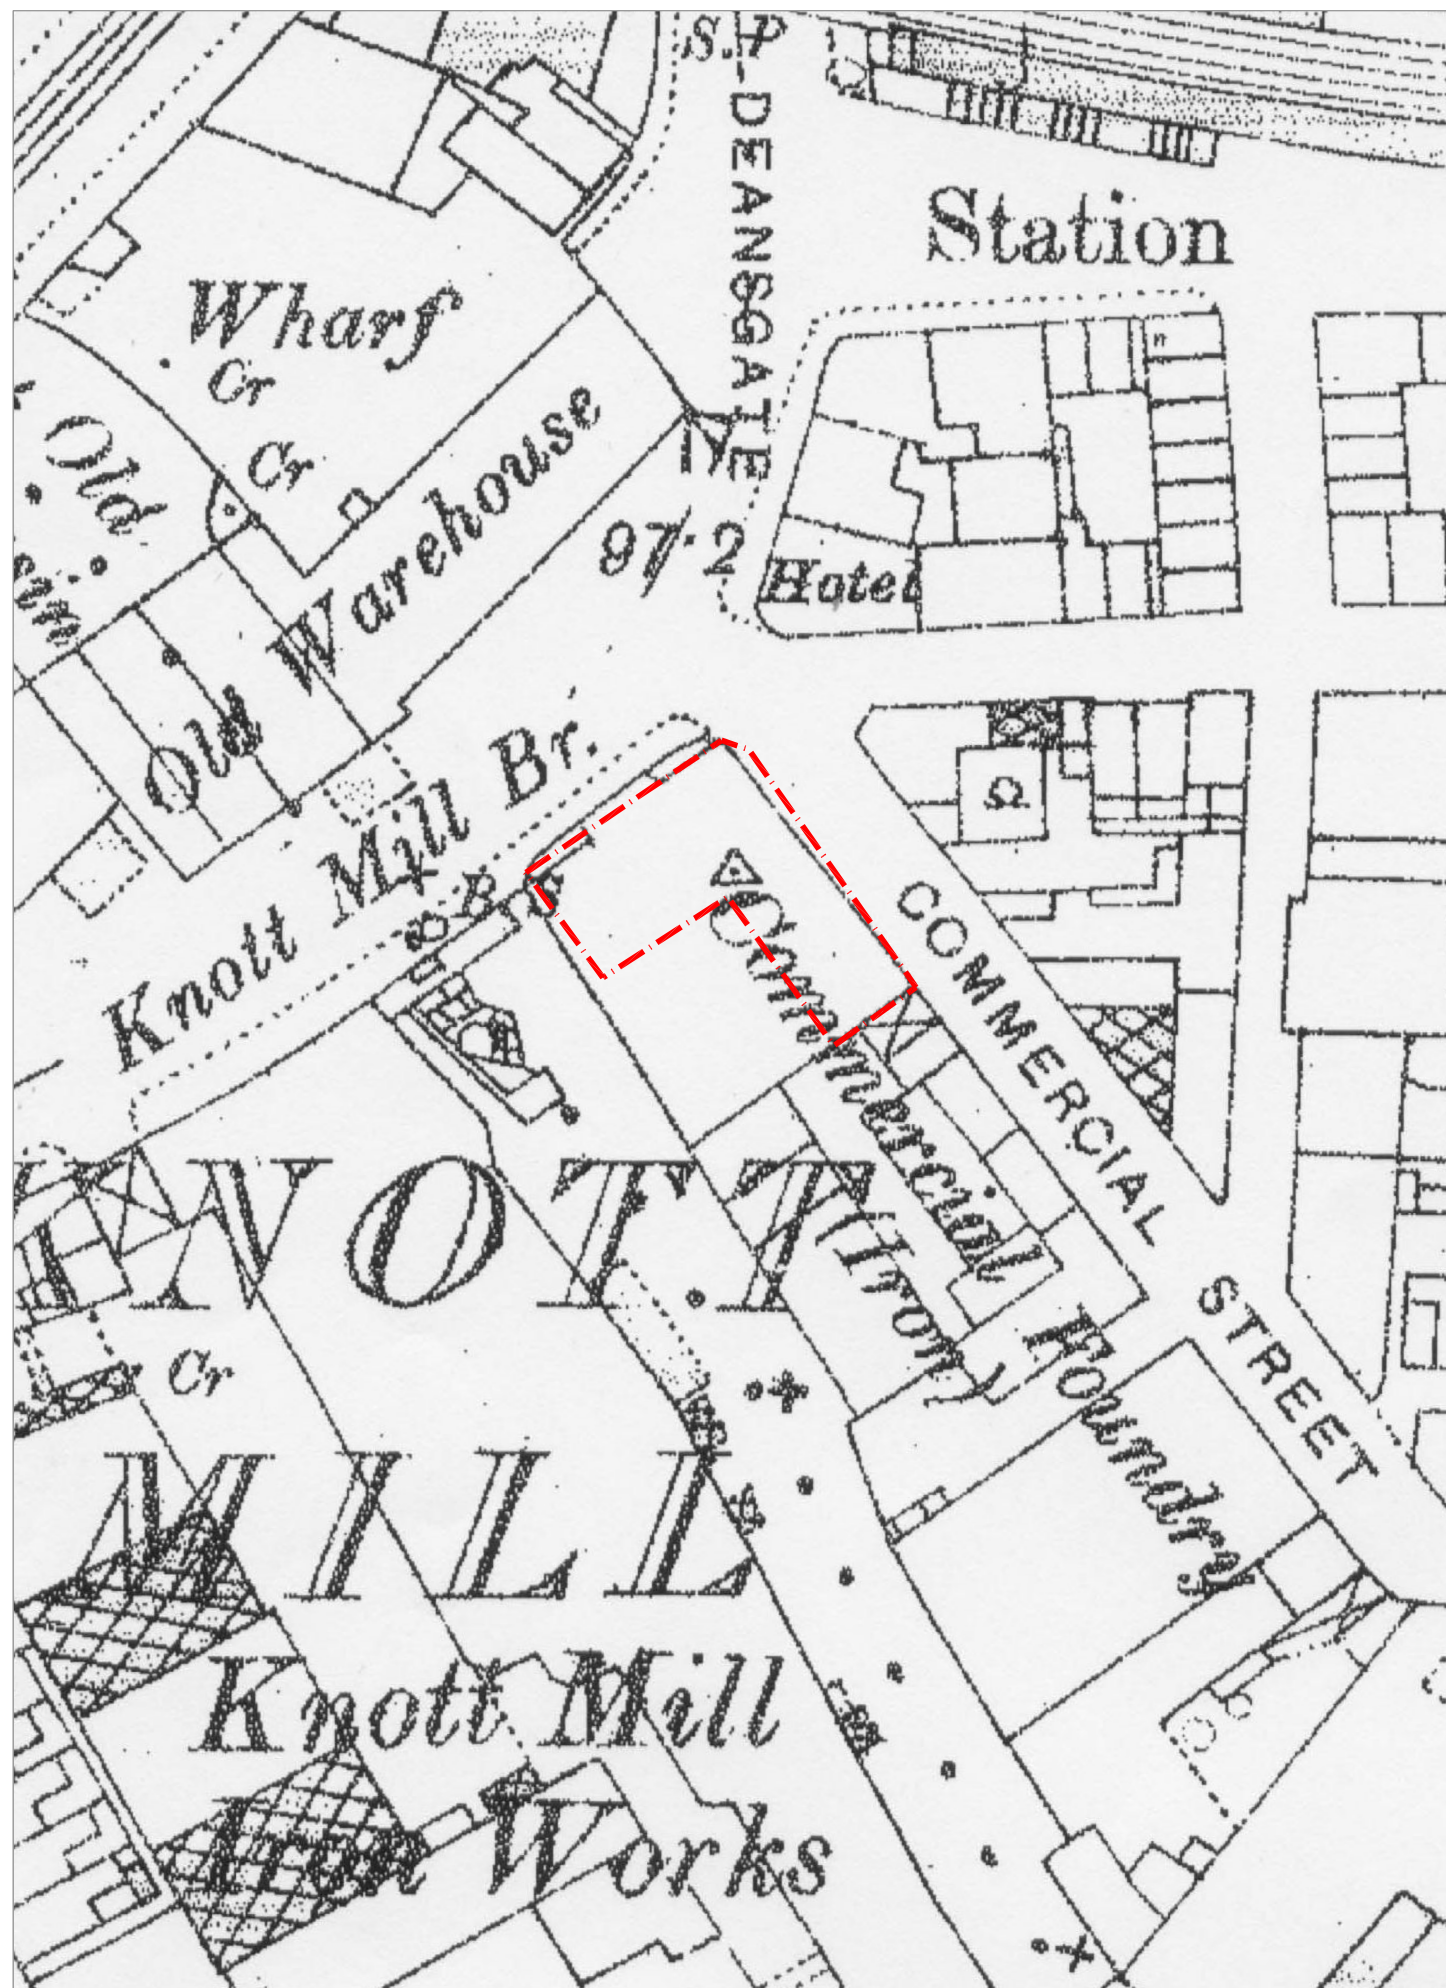 S.P
DEANSGATE
Station
Wharf
Cr
Cr
Old
Old Warehouse
97·2
Hotel
Knott Mill Br.
B S
COMMERCIAL STREET
Commercial Foundry
(Iron)
KNOTT
MILL
Cr
Knott Mill
Iron Works